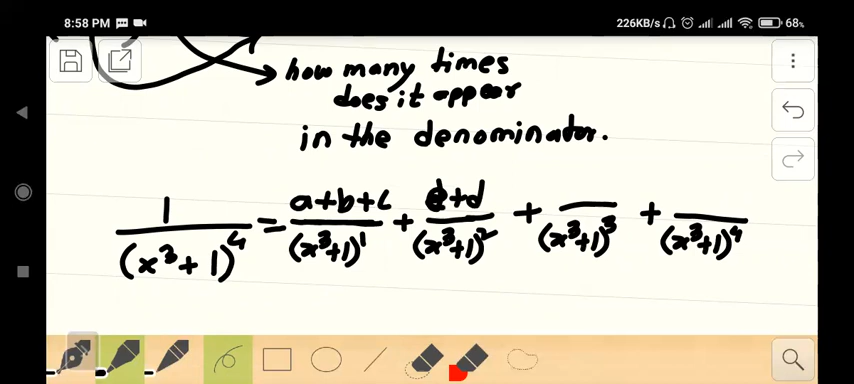 8:58 PM 226KB/s 68%
how many times
does it appear
in the denominator.
1/(x³+1)⁴ = a+b+c/(x³+1)¹ + d+d/(x³+1)² + /(x³+1)³ + /(x³+1)⁴